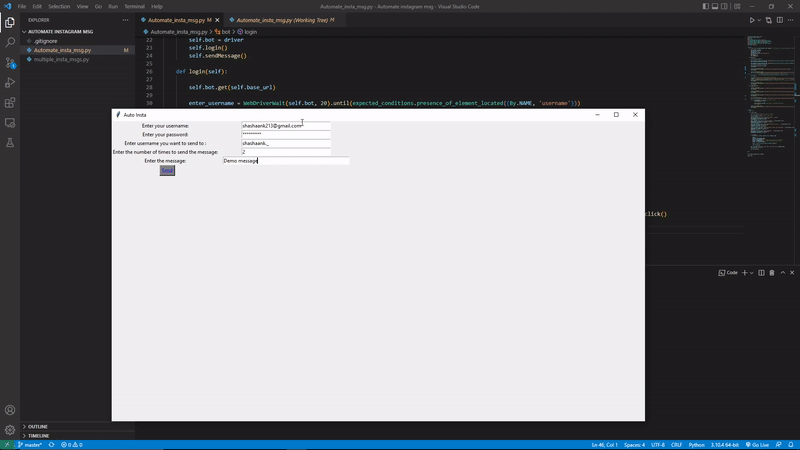 File Edit Selection View Go Run Terminal Help
Automate_insta_msg.py - Automate instagram msg - Visual Studio Code
EXPLORER
Automate_insta_msg.py M
Automate_insta_msg.py (Working Tree) M
AUTOMATE INSTAGRAM MSG
Automate_insta_msg.py > bot > login
.gitignore
Automate_insta_msg.py M
multiple_insta_msgs.py
22 self.bot = driver
23 self.login()
24 self.sendMessage()
25
26 def login(self):
27
28 self.bot.get(self.base_url)
29
30 enter_username = WebDriverWait(self.bot, 20).until(expected_conditions.presence_of_element_located((By.NAME, 'username')))
Auto Insta
Enter your username: shashaank213@gmail.com
Enter your password: *********
Enter username you want to send to : shashaank._
Enter the number of times to send the message: 2
Enter the message: Demo message
Send
click()
Code
OUTLINE
TIMELINE
master* 0 0 Ln 46, Col 1 Spaces: 4 UTF-8 CRLF Python 3.10.4 64-bit Go Live